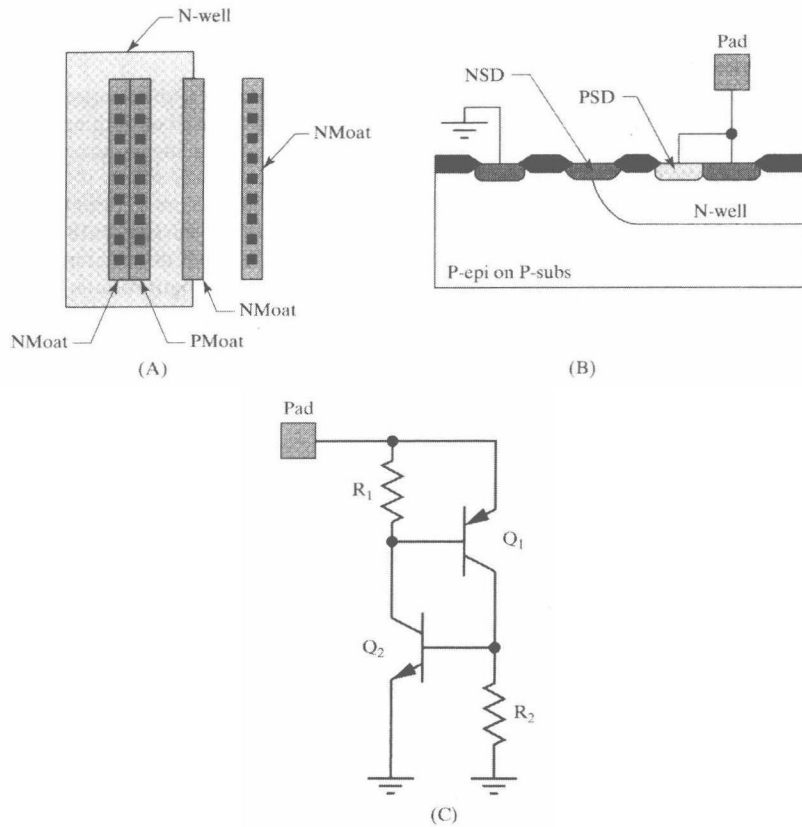 N-well
NMoat
NMoat
NMoat
PMoat
(A)
Pad
NSD
PSD
N-well
P-epi on P-subs
(B)
Pad
R₁
Q₁
Q₂
R₂
(C)